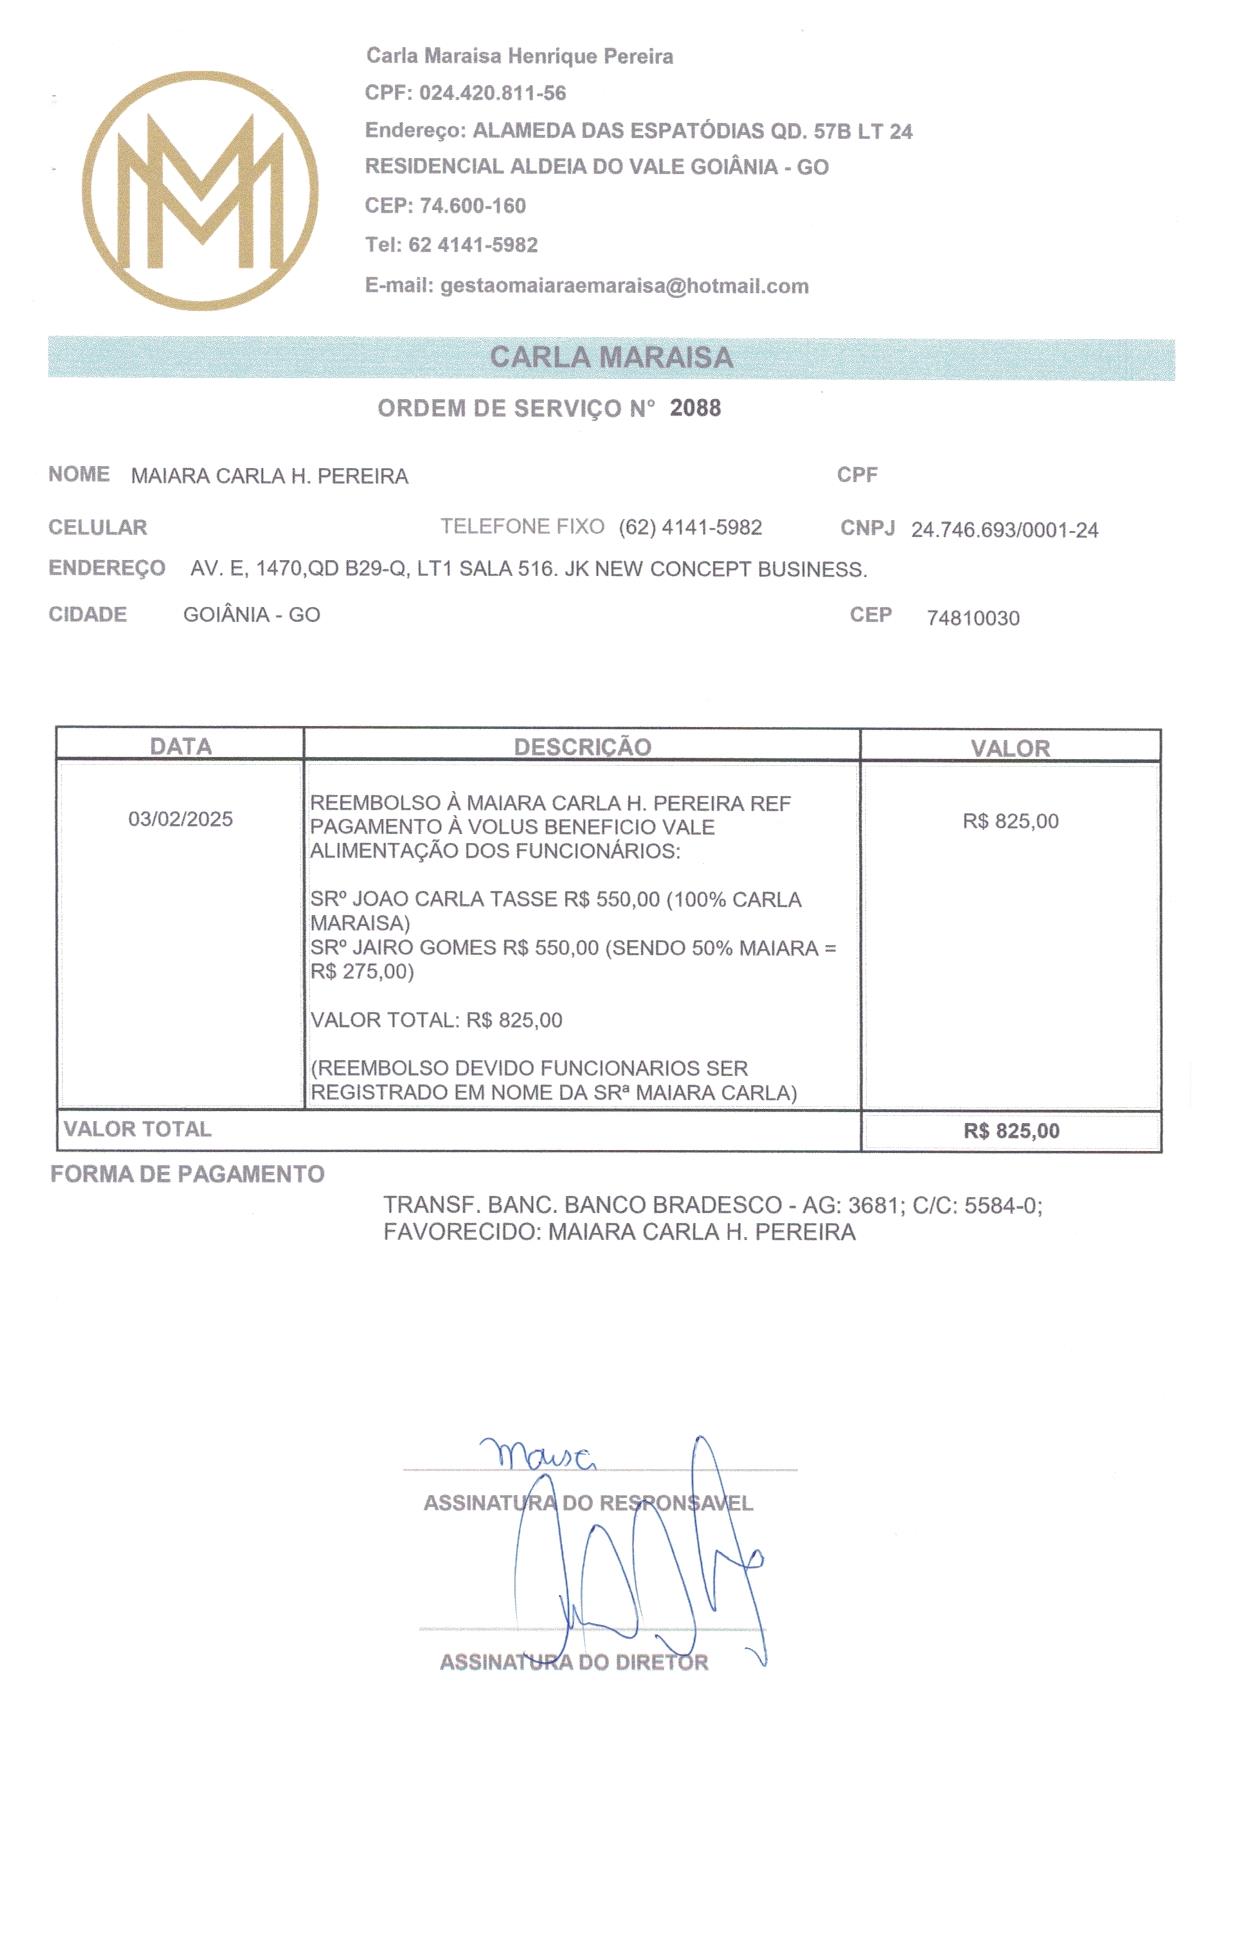 Carla Maraisa Henrique Pereira
CPF: 024.420.811-56
Endereço: ALAMEDA DAS ESPATÓDIAS QD. 57B LT 24
RESIDENCIAL ALDEIA DO VALE GOIÂNIA - GO
CEP: 74.600-160
Tel: 62 4141-5982
E-mail: gestaomaiaraemaraisa@hotmail.com
CARLA MARAISA
ORDEM DE SERVIÇO N° 2088
NOME MAIARA CARLA H. PEREIRA CPF
CELULAR TELEFONE FIXO (62) 4141-5982 CNPJ 24.746.693/0001-24
ENDEREÇO AV. E, 1470,QD B29-Q, LT1 SALA 516. JK NEW CONCEPT BUSINESS.
CIDADE GOIÂNIA - GO CEP 74810030
DATA DESCRIÇÃO VALOR
REEMBOLSO À MAIARA CARLA H. PEREIRA REF
03/02/2025 PAGAMENTO À VOLUS BENEFICIO VALE R$ 825,00
ALIMENTAÇÃO DOS FUNCIONÁRIOS:
SRº JOAO CARLA TASSE R$ 550,00 (100% CARLA
MARAISA)
SRº JAIRO GOMES R$ 550,00 (SENDO 50% MAIARA =
R$ 275,00)
VALOR TOTAL: R$ 825,00
(REEMBOLSO DEVIDO FUNCIONARIOS SER
REGISTRADO EM NOME DA SRª MAIARA CARLA)
VALOR TOTAL R$ 825,00
FORMA DE PAGAMENTO
TRANSF. BANC. BANCO BRADESCO - AG: 3681; C/C: 5584-0;
FAVORECIDO: MAIARA CARLA H. PEREIRA
ASSINATURA DO RESPONSAVEL
ASSINATURA DO DIRETOR